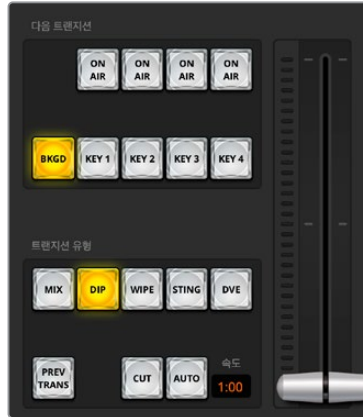 다음 트랜지션
ON AIR ON AIR ON AIR ON AIR
BKGD KEY 1 KEY 2 KEY 3 KEY 4
트랜지션 유형
MIX DIP WIPE STING DVE
속도
PREV TRANS CUT AUTO 1:00